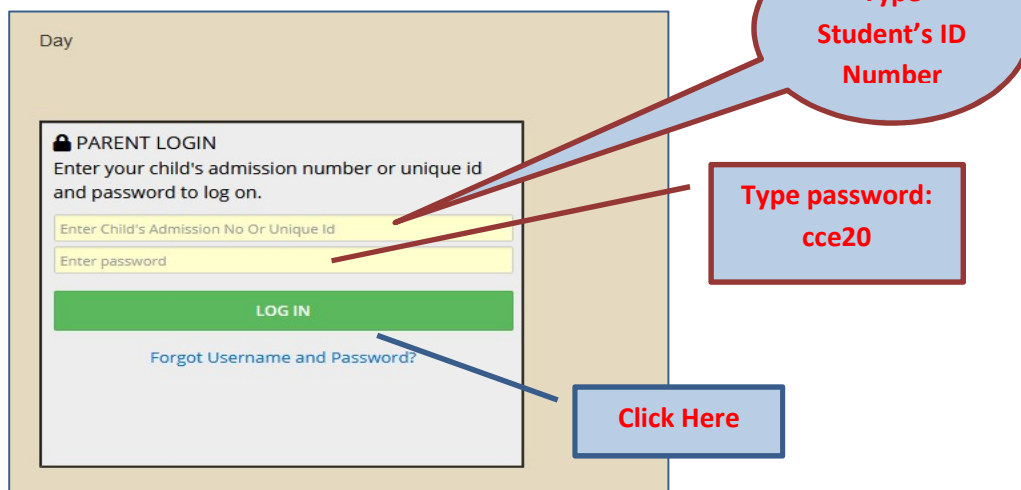 Type
Student’s ID
Number
Day
PARENT LOGIN
Enter your child's admission number or unique id
and password to log on.
Enter Child's Admission No Or Unique Id
Enter password
LOG IN
Forgot Username and Password?
Type password:
cce20
Click Here